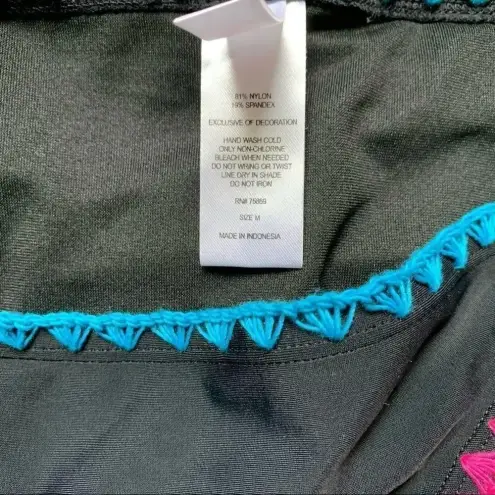 81% NYLON
19% SPANDEX
EXCLUSIVE OF DECORATION
HAND WASH COLD
ONLY NON-CHLORINE
BLEACH WHEN NEEDED
DO NOT WRING OR TWIST
LINE DRY IN SHADE
DO NOT IRON
RN# 75869
SIZE M
MADE IN INDONESIA